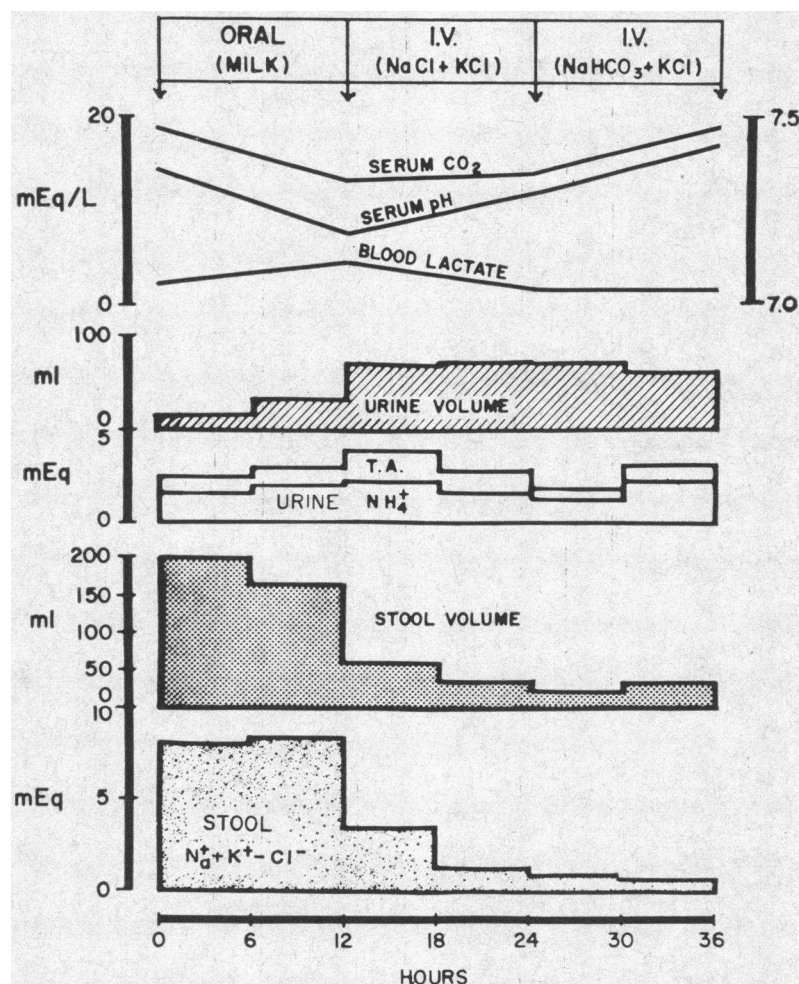 ORAL
(MILK)
I.V.
(NaCl + KCl)
I.V.
(NaHCO₃ + KCl)
20
mEq/L
0
7.5
7.0
SERUM CO₂
SERUM pH
BLOOD LACTATE
100
ml
0
URINE VOLUME
5
mEq
0
T.A.
URINE NH₄⁺
200
150
ml
100
50
0
STOOL VOLUME
10
mEq
5
0
STOOL
Na⁺ + K⁺ - Cl⁻
0
6
12
18
24
30
36
HOURS